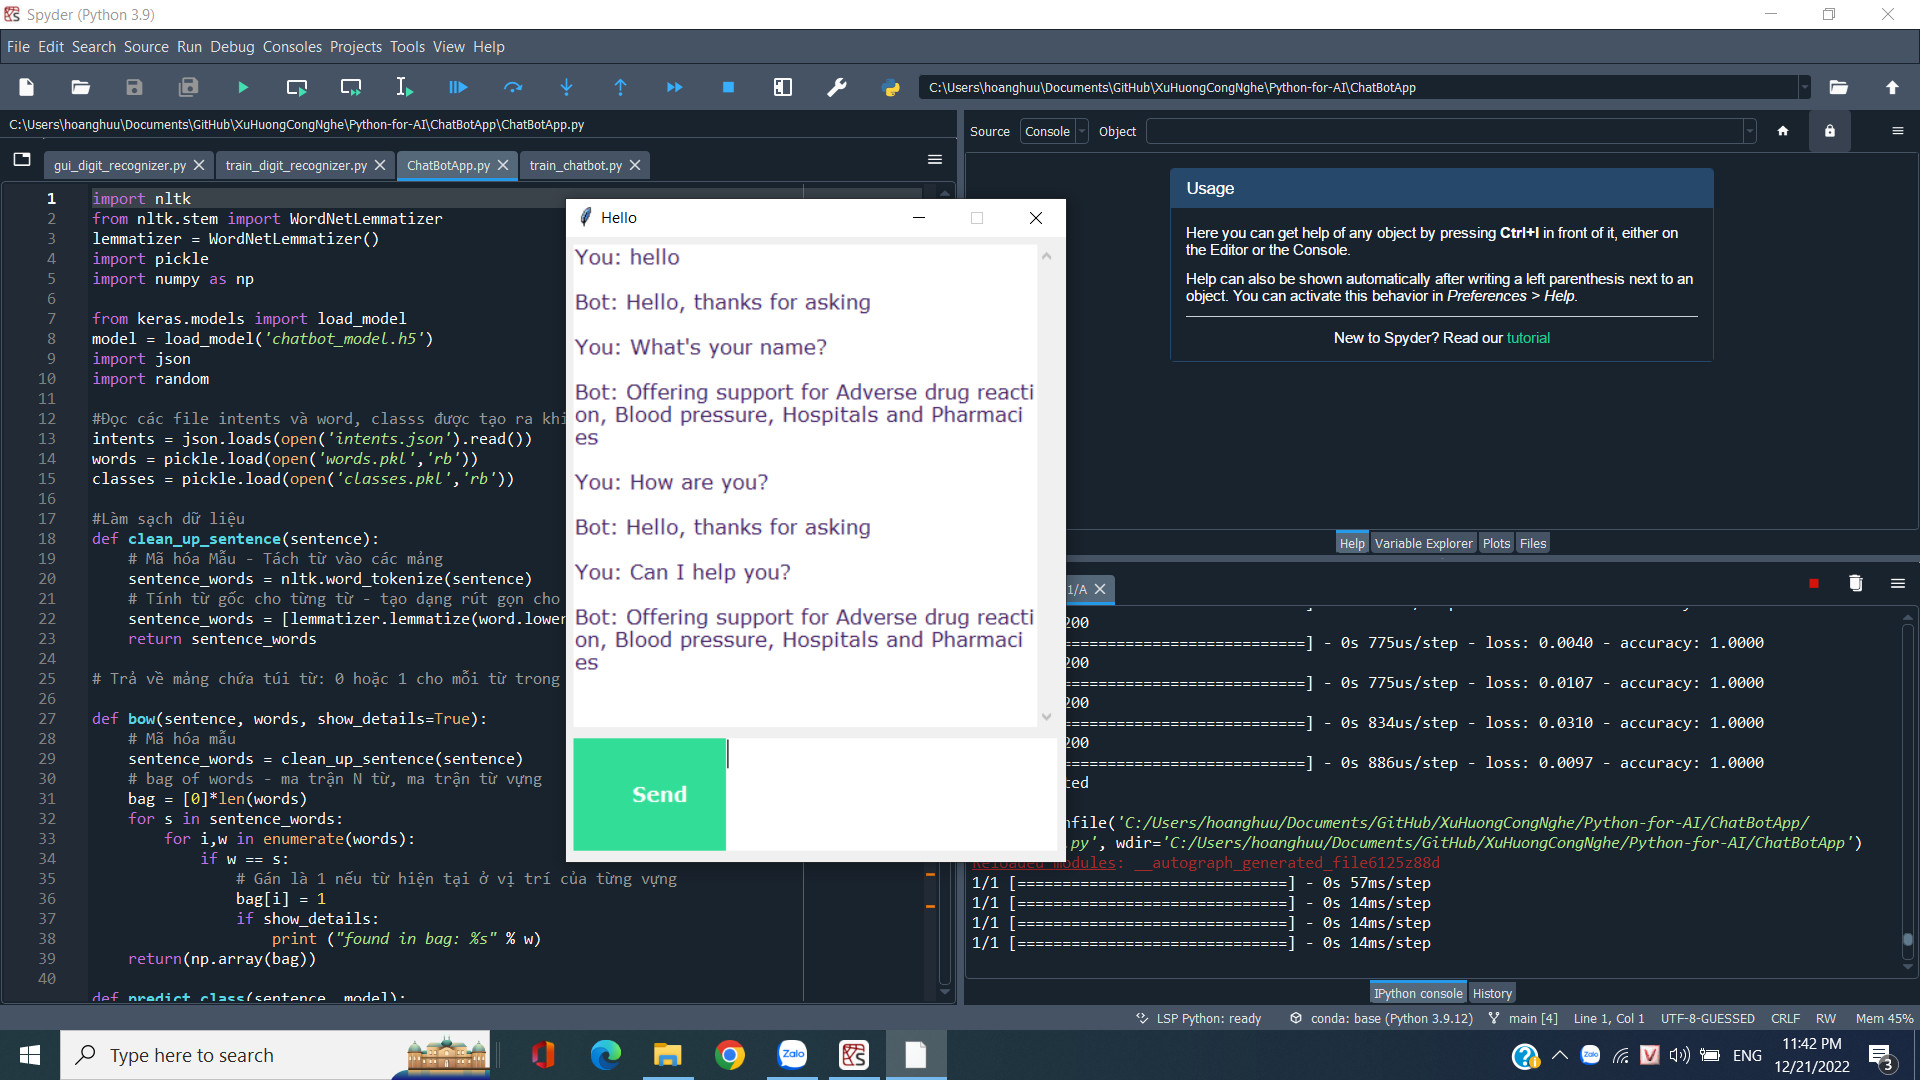 Spyder (Python 3.9)
File Edit Search Source Run Debug Consoles Projects Tools View Help
C:\Users\hoanghuu\Documents\GitHub\XuHuongCongNghe\Python-for-AI\ChatBotApp
C:\Users\hoanghuu\Documents\GitHub\XuHuongCongNghe\Python-for-AI\ChatBotApp\ChatBotApp.py
gui_digit_recognizer.py
train_digit_recognizer.py
ChatBotApp.py
train_chatbot.py
1 import nltk
2 from nltk.stem import WordNetLemmatizer
3 lemmatizer = WordNetLemmatizer()
4 import pickle
5 import numpy as np
6
7 from keras.models import load_model
8 model = load_model('chatbot_model.h5')
9 import json
10 import random
11
12 #Đọc các file intents và word, classs được tạo ra khi
13 intents = json.loads(open('intents.json').read())
14 words = pickle.load(open('words.pkl','rb'))
15 classes = pickle.load(open('classes.pkl','rb'))
16
17 #Làm sạch dữ liệu
18 def clean_up_sentence(sentence):
19 # Mã hóa Mẫu - Tách từ vào các mảng
20 sentence_words = nltk.word_tokenize(sentence)
21 # Tính từ gốc cho từng từ - tạo dạng rút gọn cho
22 sentence_words = [lemmatizer.lemmatize(word.lower
23 return sentence_words
24
25 # Trả về mảng chứa túi từ: 0 hoặc 1 cho mỗi từ trong
26
27 def bow(sentence, words, show_details=True):
28 # Mã hóa mẫu
29 sentence_words = clean_up_sentence(sentence)
30 # bag of words - ma trận N từ, ma trận từ vựng
31 bag = [0]*len(words)
32 for s in sentence_words:
33 for i,w in enumerate(words):
34 if w == s:
35 # Gán là 1 nếu từ hiện tại ở vị trí của từng vựng
36 bag[i] = 1
37 if show_details:
38 print ("found in bag: %s" % w)
39 return(np.array(bag))
40
def predict_class(sentence, model):
Hello
You: hello
Bot: Hello, thanks for asking
You: What's your name?
Bot: Offering support for Adverse drug reacti
on, Blood pressure, Hospitals and Pharmaci
es
You: How are you?
Bot: Hello, thanks for asking
You: Can I help you?
Bot: Offering support for Adverse drug reacti
on, Blood pressure, Hospitals and Pharmaci
es
Send
Source Console Object
Usage
Here you can get help of any object by pressing Ctrl+I in front of it, either on
the Editor or the Console.
Help can also be shown automatically after writing a left parenthesis next to an
object. You can activate this behavior in Preferences > Help.
New to Spyder? Read our tutorial
Help Variable Explorer Plots Files
1/A
200
==========================] - 0s 775us/step - loss: 0.0040 - accuracy: 1.0000
200
==========================] - 0s 775us/step - loss: 0.0107 - accuracy: 1.0000
200
==========================] - 0s 834us/step - loss: 0.0310 - accuracy: 1.0000
200
==========================] - 0s 886us/step - loss: 0.0097 - accuracy: 1.0000
ted
nfile('C:/Users/hoanghuu/Documents/GitHub/XuHuongCongNghe/Python-for-AI/ChatBotApp/
.py', wdir='C:/Users/hoanghuu/Documents/GitHub/XuHuongCongNghe/Python-for-AI/ChatBotApp')
Reloaded modules: __autograph_generated_file6125z88d
1/1 [==============================] - 0s 57ms/step
1/1 [==============================] - 0s 14ms/step
1/1 [==============================] - 0s 14ms/step
1/1 [==============================] - 0s 14ms/step
IPython console History
LSP Python: ready conda: base (Python 3.9.12) main [4] Line 1, Col 1 UTF-8-GUESSED CRLF RW Mem 45%
Type here to search
Zalo
ENG
11:42 PM
12/21/2022
3